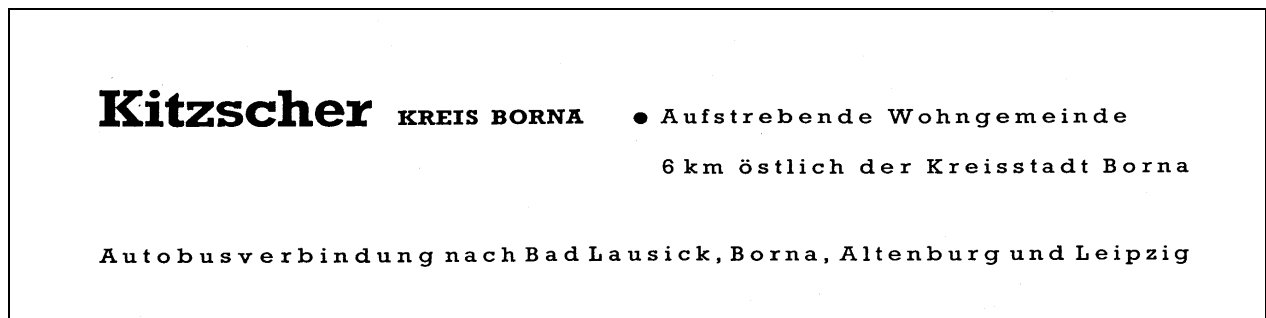 Kitzscher KREIS BORNA ● Aufstrebende Wohngemeinde
6 km östlich der Kreisstadt Borna
Autobusverbindung nach Bad Lausick, Borna, Altenburg und Leipzig